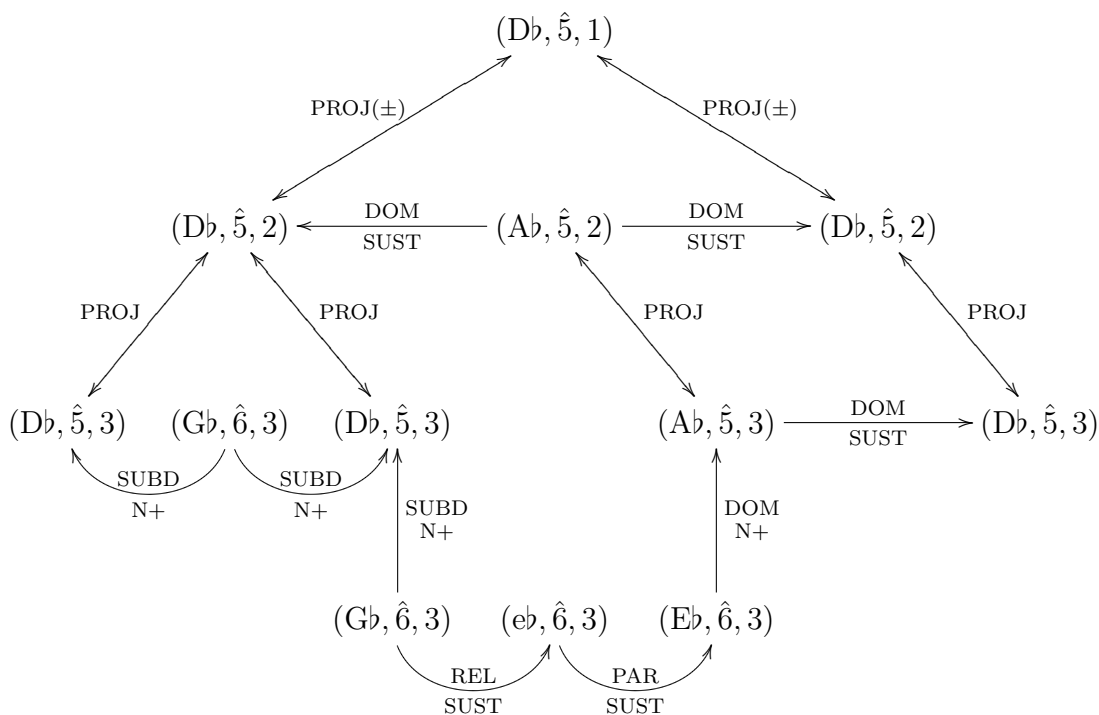 (D♭, 5̂, 1)
PROJ(±) PROJ(±)
(D♭, 5̂, 2) DOM SUST (A♭, 5̂, 2) DOM SUST (D♭, 5̂, 2)
PROJ PROJ PROJ PROJ
(D♭, 5̂, 3) (G♭, 6̂, 3) (D♭, 5̂, 3) (A♭, 5̂, 3) DOM SUST (D♭, 5̂, 3)
SUBD SUBD
N+ N+
SUBD DOM
N+ N+
(G♭, 6̂, 3) (e♭, 6̂, 3) (E♭, 6̂, 3)
REL PAR
SUST SUST